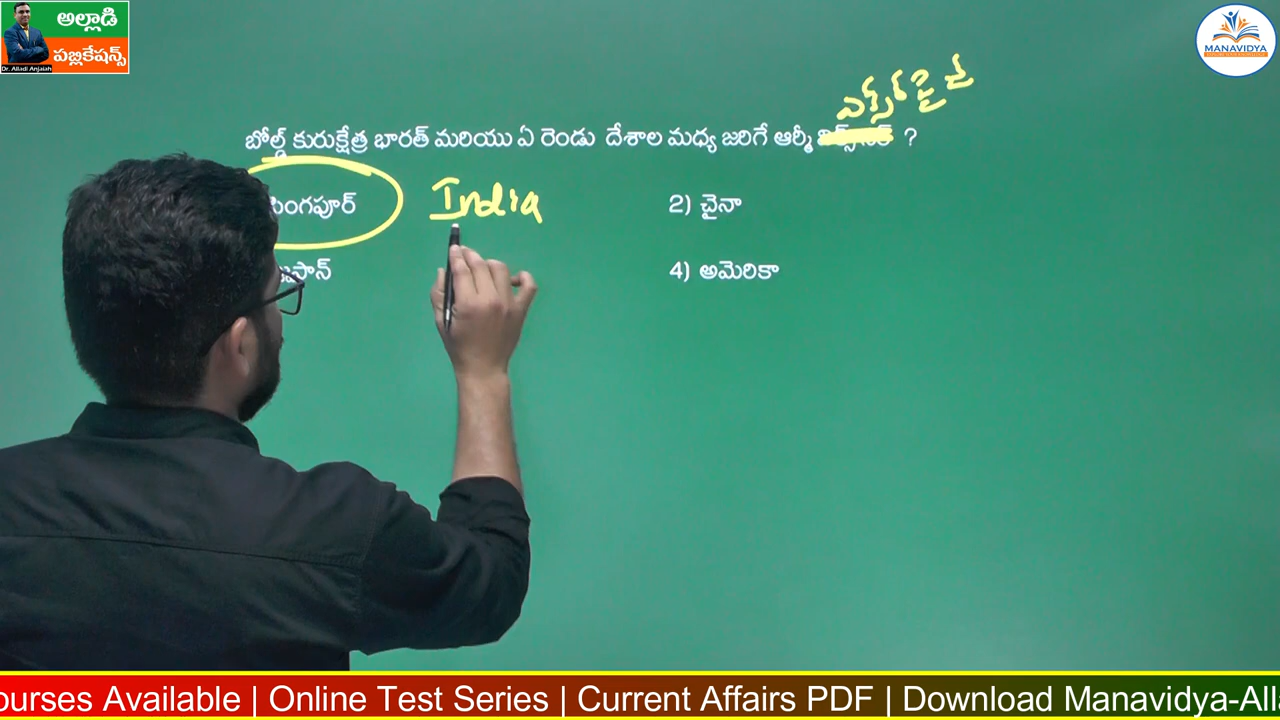 అల్లాడి
పబ్లికేషన్స్
Dr. Alladi Anjaiah
MANAVIDYA
ఎక్సర్‌సైజ్
బోల్డ్ కురుక్షేత్ర భారత్ మరియు ఏ రెండు దేశాల మధ్య జరిగే ఆర్మీ ?
సింగపూర్ India 2) చైనా
4) అమెరికా
ourses Available | Online Test Series | Current Affairs PDF | Download Manavidya-Alla